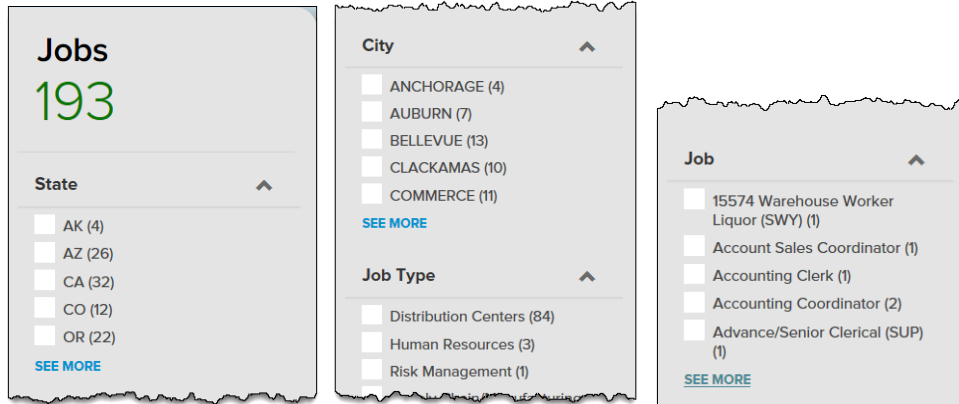 Jobs
193
State
AK (4)
AZ (26)
CA (32)
CO (12)
OR (22)
SEE MORE
City
ANCHORAGE (4)
AUBURN (7)
BELLEVUE (13)
CLACKAMAS (10)
COMMERCE (11)
SEE MORE
Job Type
Distribution Centers (84)
Human Resources (3)
Risk Management (1)
Job
15574 Warehouse Worker
Liquor (SWY) (1)
Account Sales Coordinator (1)
Accounting Clerk (1)
Accounting Coordinator (2)
Advance/Senior Clerical (SUP)
(1)
SEE MORE